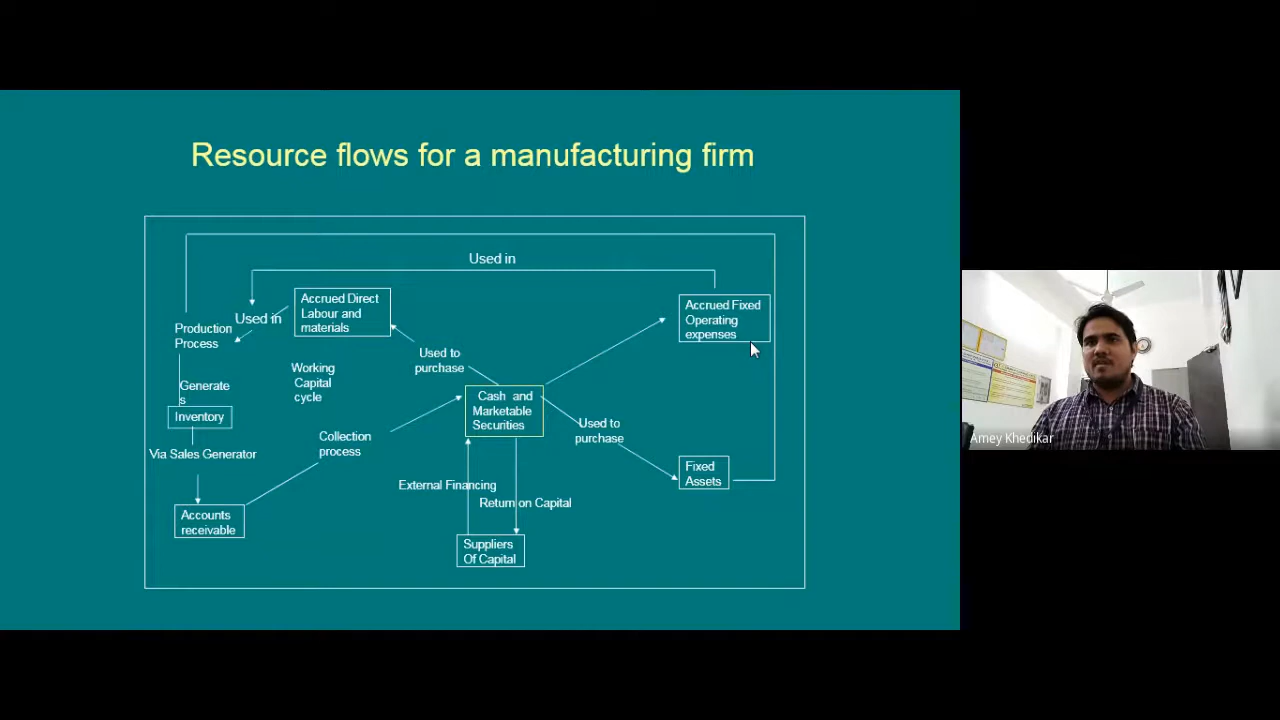 Resource flows for a manufacturing firm
Used in
Accrued Direct
Labour and
materials
Accrued Fixed
Operating
expenses
Used in
Production
Process
Used to
purchase
Working
Capital
cycle
Generate
s
Inventory
Cash and
Marketable
Securities
Used to
purchase
Collection
process
Via Sales Generator
Fixed
Assets
External Financing
Return on Capital
Accounts
receivable
Suppliers
Of Capital
Amey Khedikar